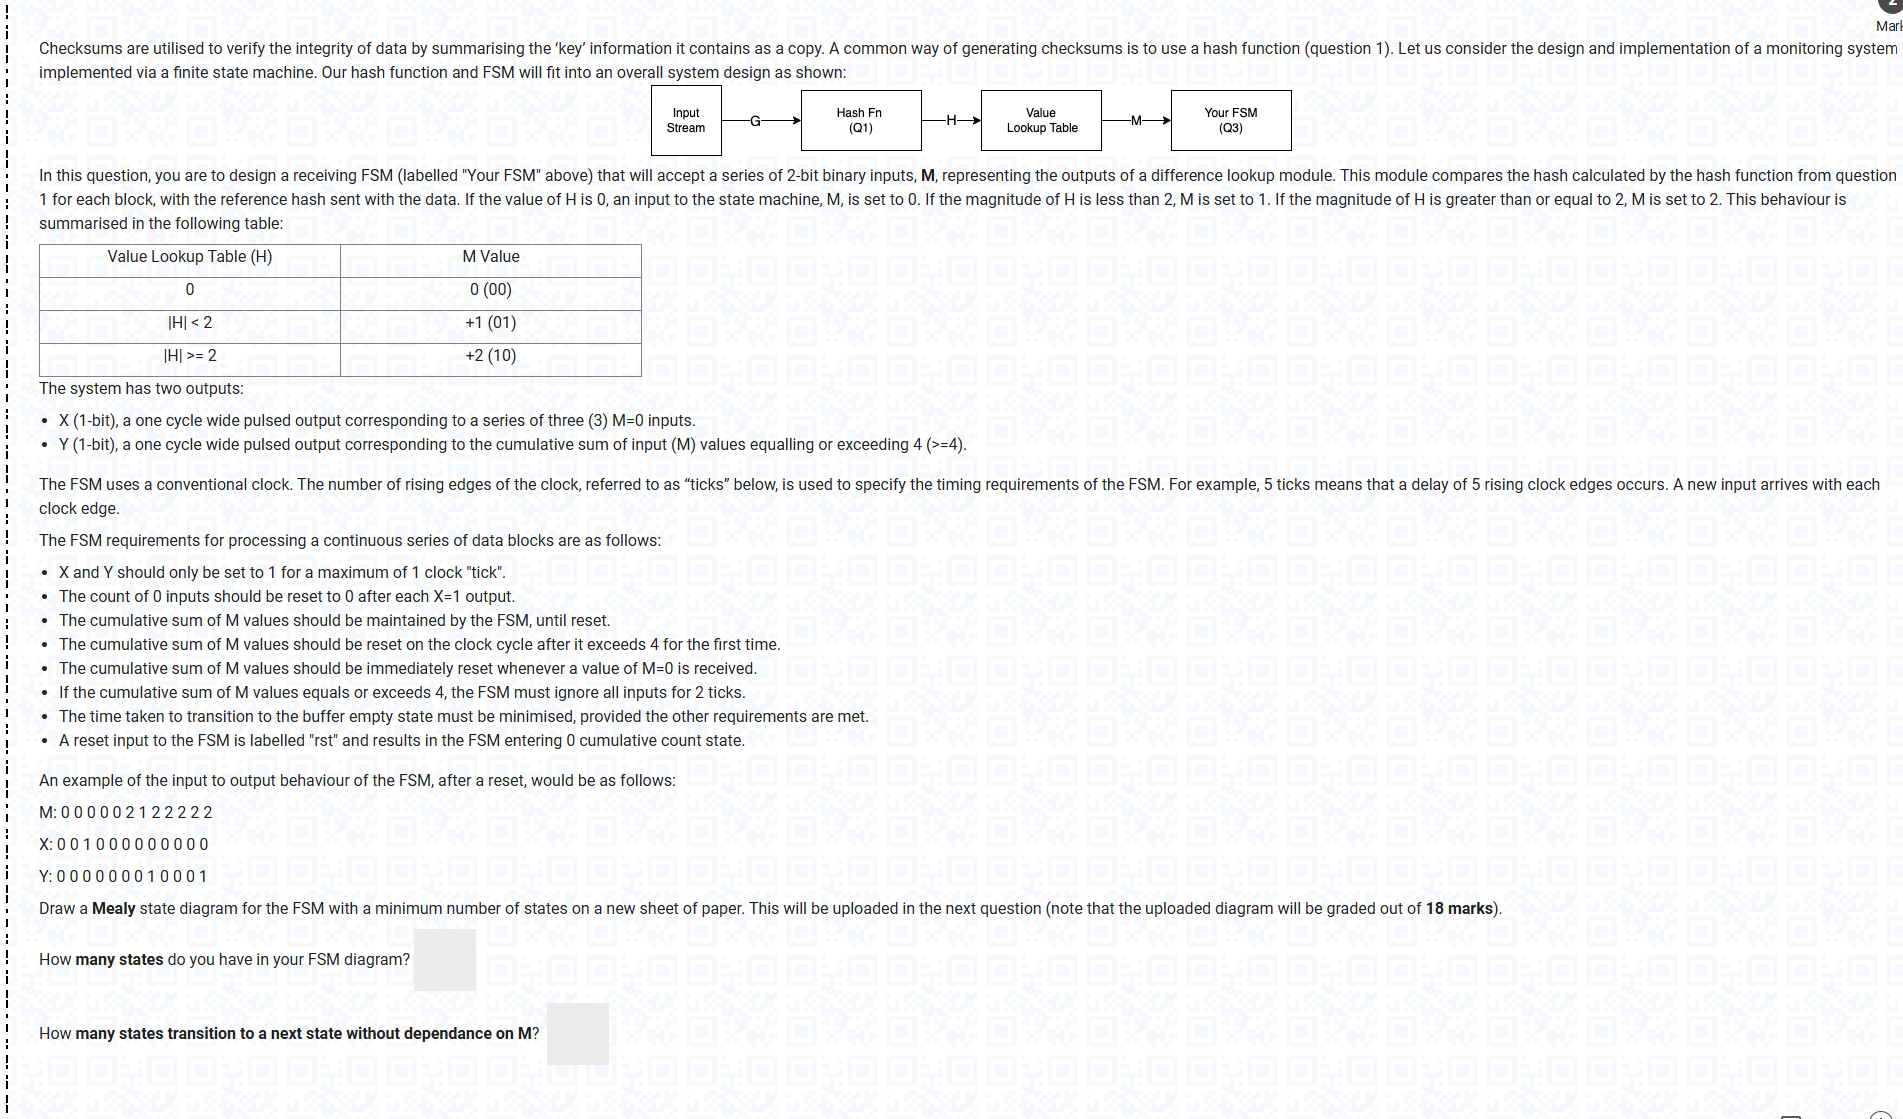 2
Mark
Checksums are utilised to verify the integrity of data by summarising the ‘key’ information it contains as a copy. A common way of generating checksums is to use a hash function (question 1). Let us consider the design and implementation of a monitoring system
implemented via a finite state machine. Our hash function and FSM will fit into an overall system design as shown:
Input
Stream
G
Hash Fn
(Q1)
H
Value
Lookup Table
M
Your FSM
(Q3)
In this question, you are to design a receiving FSM (labelled "Your FSM" above) that will accept a series of 2-bit binary inputs, M, representing the outputs of a difference lookup module. This module compares the hash calculated by the hash function from question
1 for each block, with the reference hash sent with the data. If the value of H is 0, an input to the state machine, M, is set to 0. If the magnitude of H is less than 2, M is set to 1. If the magnitude of H is greater than or equal to 2, M is set to 2. This behaviour is
summarised in the following table:
Value Lookup Table (H) M Value
0 0 (00)
|H| < 2 +1 (01)
|H| >= 2 +2 (10)
The system has two outputs:
• X (1-bit), a one cycle wide pulsed output corresponding to a series of three (3) M=0 inputs.
• Y (1-bit), a one cycle wide pulsed output corresponding to the cumulative sum of input (M) values equalling or exceeding 4 (>=4).
The FSM uses a conventional clock. The number of rising edges of the clock, referred to as “ticks” below, is used to specify the timing requirements of the FSM. For example, 5 ticks means that a delay of 5 rising clock edges occurs. A new input arrives with each
clock edge.
The FSM requirements for processing a continuous series of data blocks are as follows:
• X and Y should only be set to 1 for a maximum of 1 clock "tick".
• The count of 0 inputs should be reset to 0 after each X=1 output.
• The cumulative sum of M values should be maintained by the FSM, until reset.
• The cumulative sum of M values should be reset on the clock cycle after it exceeds 4 for the first time.
• The cumulative sum of M values should be immediately reset whenever a value of M=0 is received.
• If the cumulative sum of M values equals or exceeds 4, the FSM must ignore all inputs for 2 ticks.
• The time taken to transition to the buffer empty state must be minimised, provided the other requirements are met.
• A reset input to the FSM is labelled "rst" and results in the FSM entering 0 cumulative count state.
An example of the input to output behaviour of the FSM, after a reset, would be as follows:
M: 0 0 0 0 0 2 1 2 2 2 2 2
X: 0 0 1 0 0 0 0 0 0 0 0 0
Y: 0 0 0 0 0 0 0 1 0 0 0 1
Draw a Mealy state diagram for the FSM with a minimum number of states on a new sheet of paper. This will be uploaded in the next question (note that the uploaded diagram will be graded out of 18 marks).
How many states do you have in your FSM diagram?
How many states transition to a next state without dependance on M?